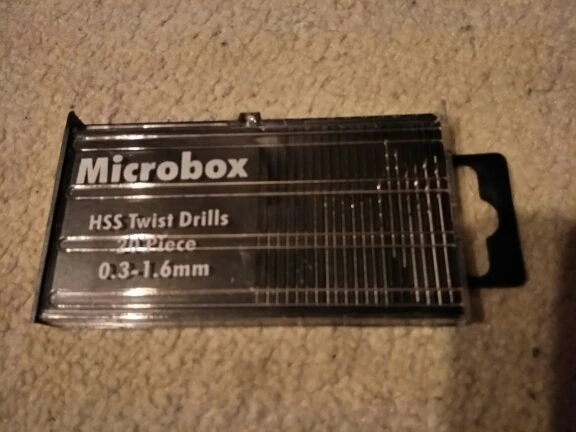 Microbox
HSS Twist Drills
20 Piece
0.3-1.6mm